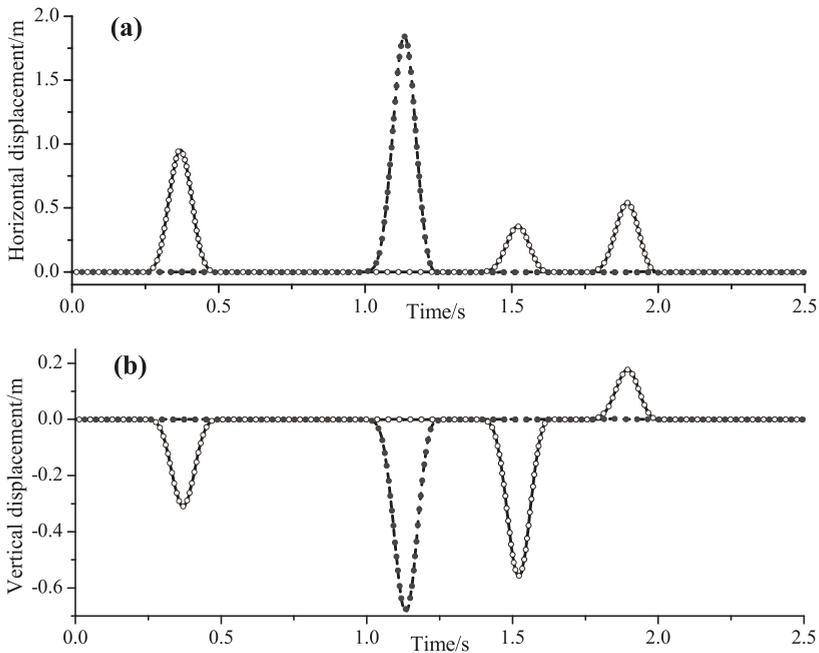 (a)
Horizontal displacement/m
2.0
1.5
1.0
0.5
0.0
0.0 0.5 1.0 1.5 2.0 2.5
Time/s
(b)
Vertical displacement/m
0.2
0.0
-0.2
-0.4
-0.6
0.0 0.5 1.0 1.5 2.0 2.5
Time/s